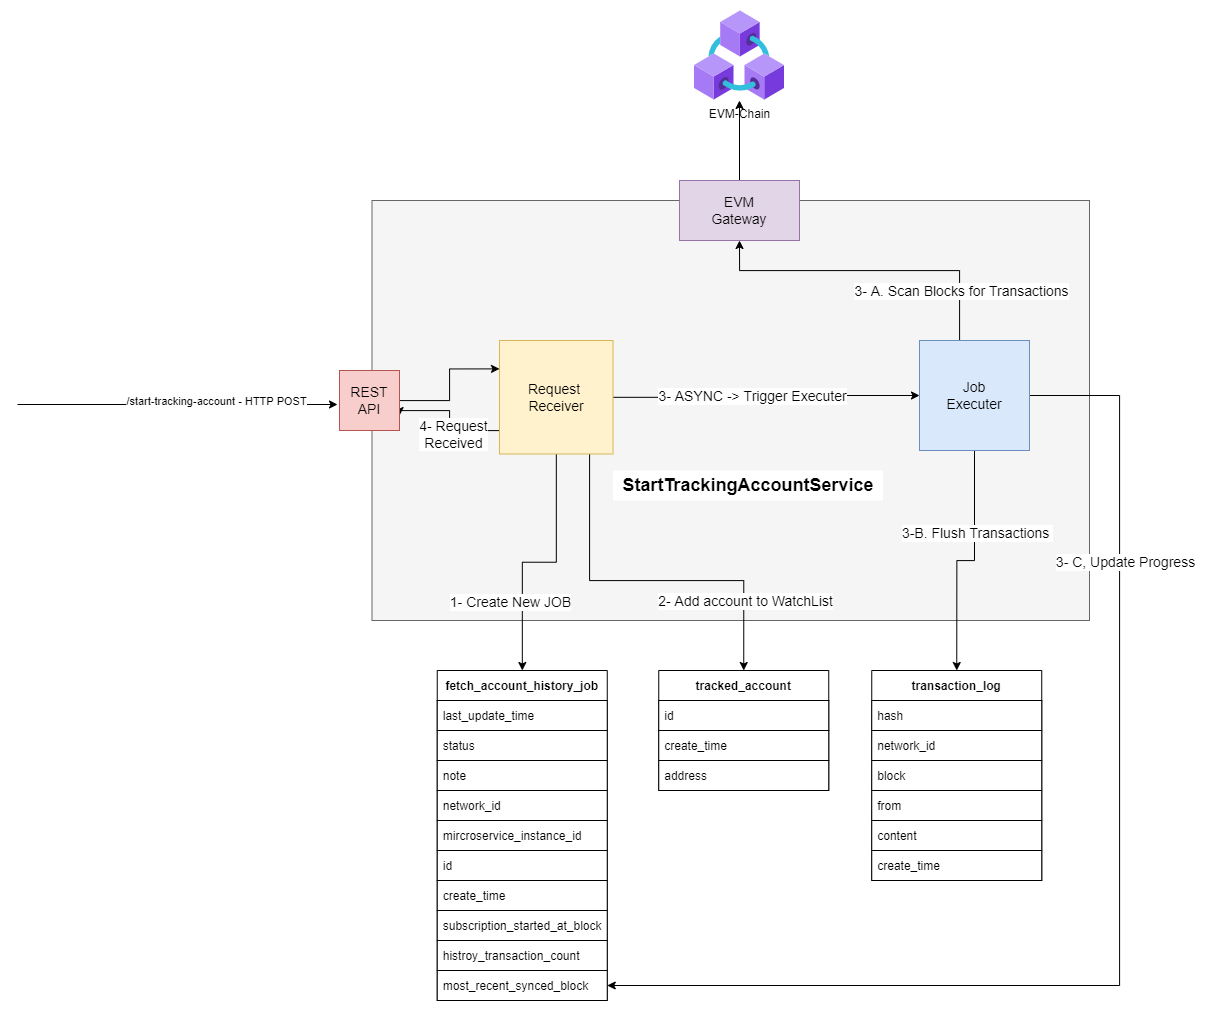 EVM-Chain
EVM
Gateway
3- A. Scan Blocks for Transactions
/start-tracking-account - HTTP POST
REST
API
Request
Receiver
3- ASYNC -> Trigger Executer
Job
Executer
4- Request
Received
StartTrackingAccountService
3-B. Flush Transactions
3- C, Update Progress
1- Create New JOB
2- Add account to WatchList
fetch_account_history_job
last_update_time
status
note
network_id
mircroservice_instance_id
id
create_time
subscription_started_at_block
histroy_transaction_count
most_recent_synced_block
tracked_account
id
create_time
address
transaction_log
hash
network_id
block
from
content
create_time